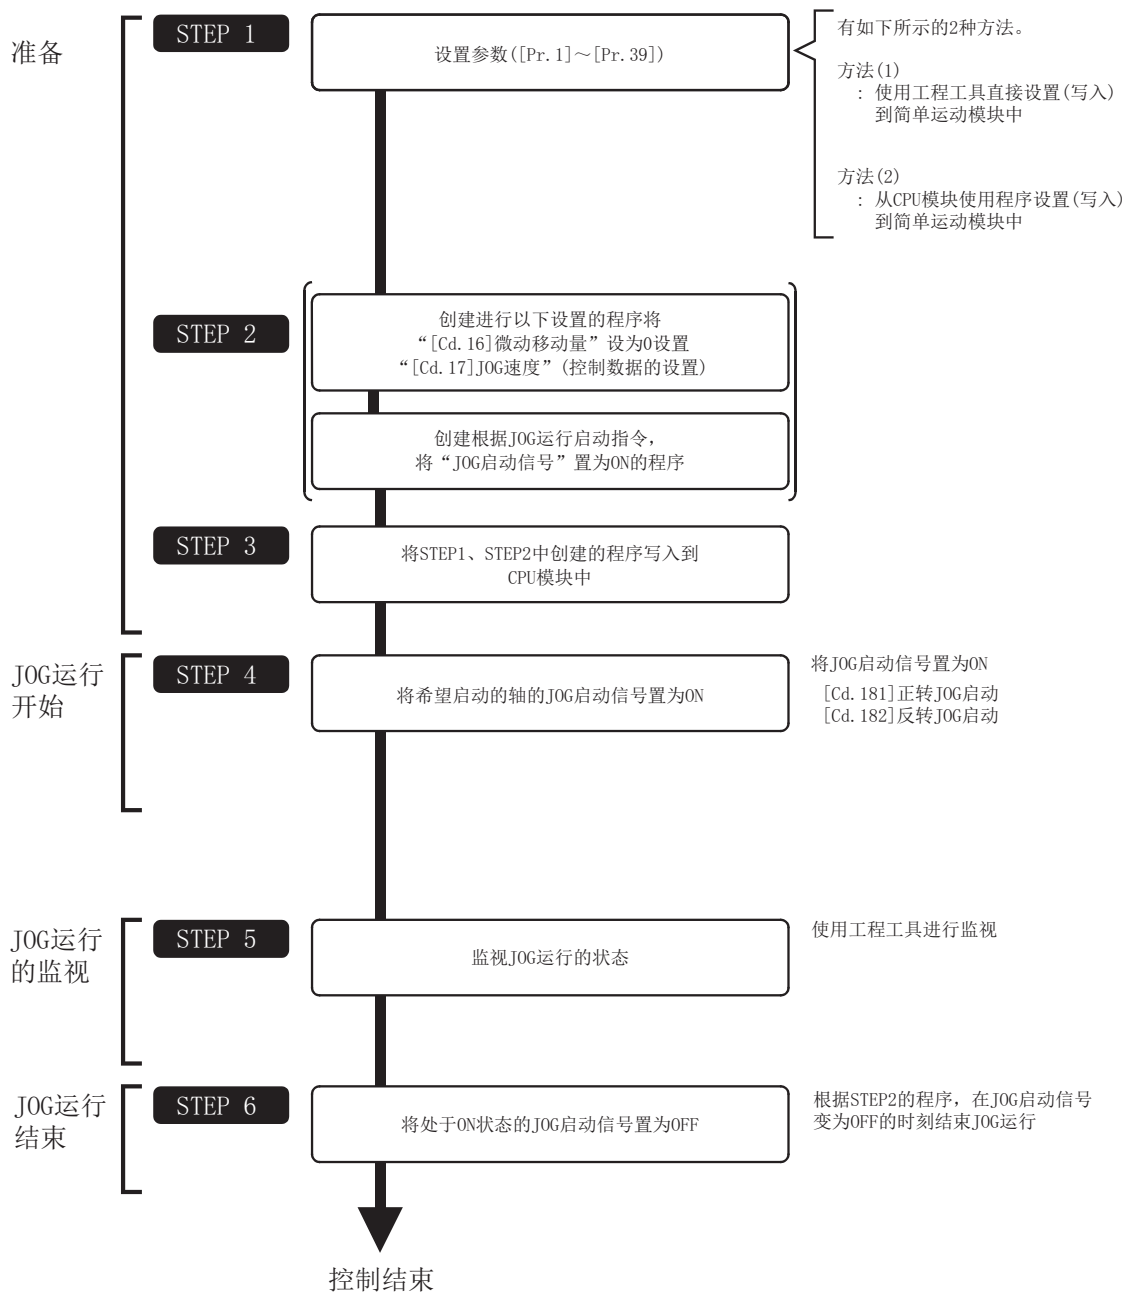 准备
STEP 1
设置参数([Pr.1]～[Pr.39])
有如下所示的2种方法。
方法(1)
: 使用工程工具直接设置(写入)
到简单运动模块中
方法(2)
: 从CPU模块使用程序设置(写入)
到简单运动模块中
STEP 2
创建进行以下设置的程序将
“[Cd.16]微动移动量”设为0设置
“[Cd.17]JOG速度”(控制数据的设置)
创建根据JOG运行启动指令，
将“JOG启动信号”置为ON的程序
STEP 3
将STEP1、STEP2中创建的程序写入到
CPU模块中
JOG运行
开始
STEP 4
将希望启动的轴的JOG启动信号置为ON
将JOG启动信号置为ON
[Cd.181]正转JOG启动
[Cd.182]反转JOG启动
JOG运行
的监视
STEP 5
监视JOG运行的状态
使用工程工具进行监视
JOG运行
结束
STEP 6
将处于ON状态的JOG启动信号置为OFF
根据STEP2的程序，在JOG启动信号
变为OFF的时刻结束JOG运行
控制结束